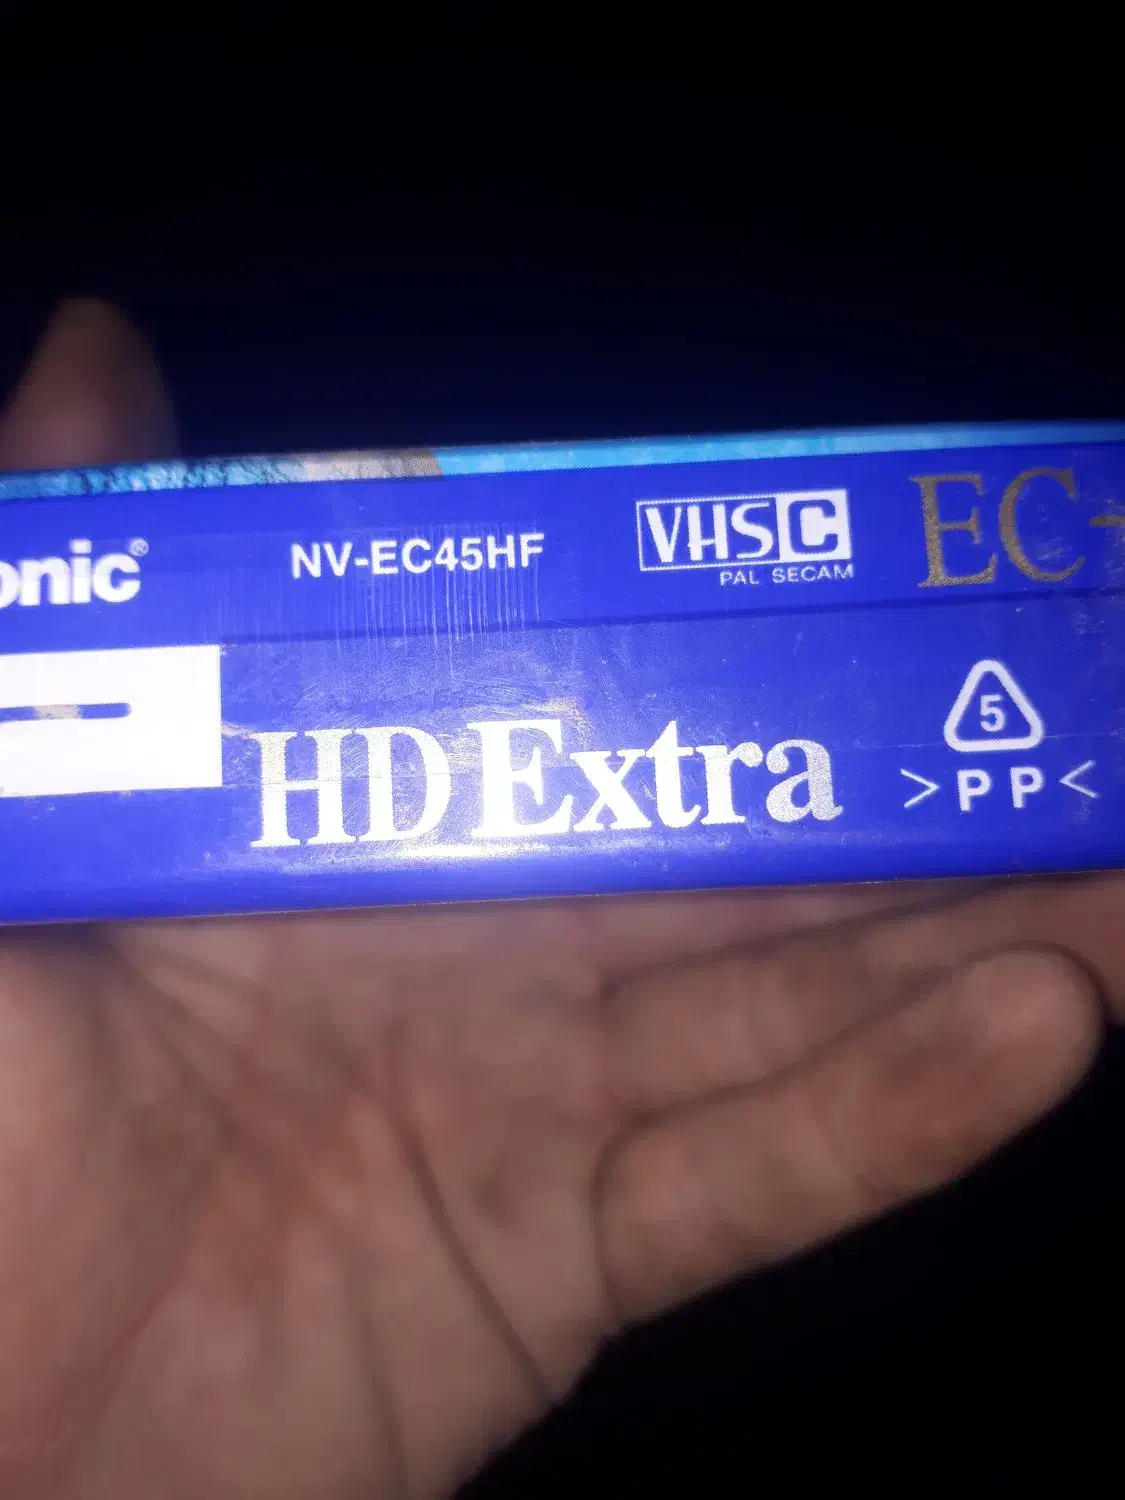 onic®
NV-EC45HF
VHSC
PAL SECAM
EC-
HD Extra
5
>PP<